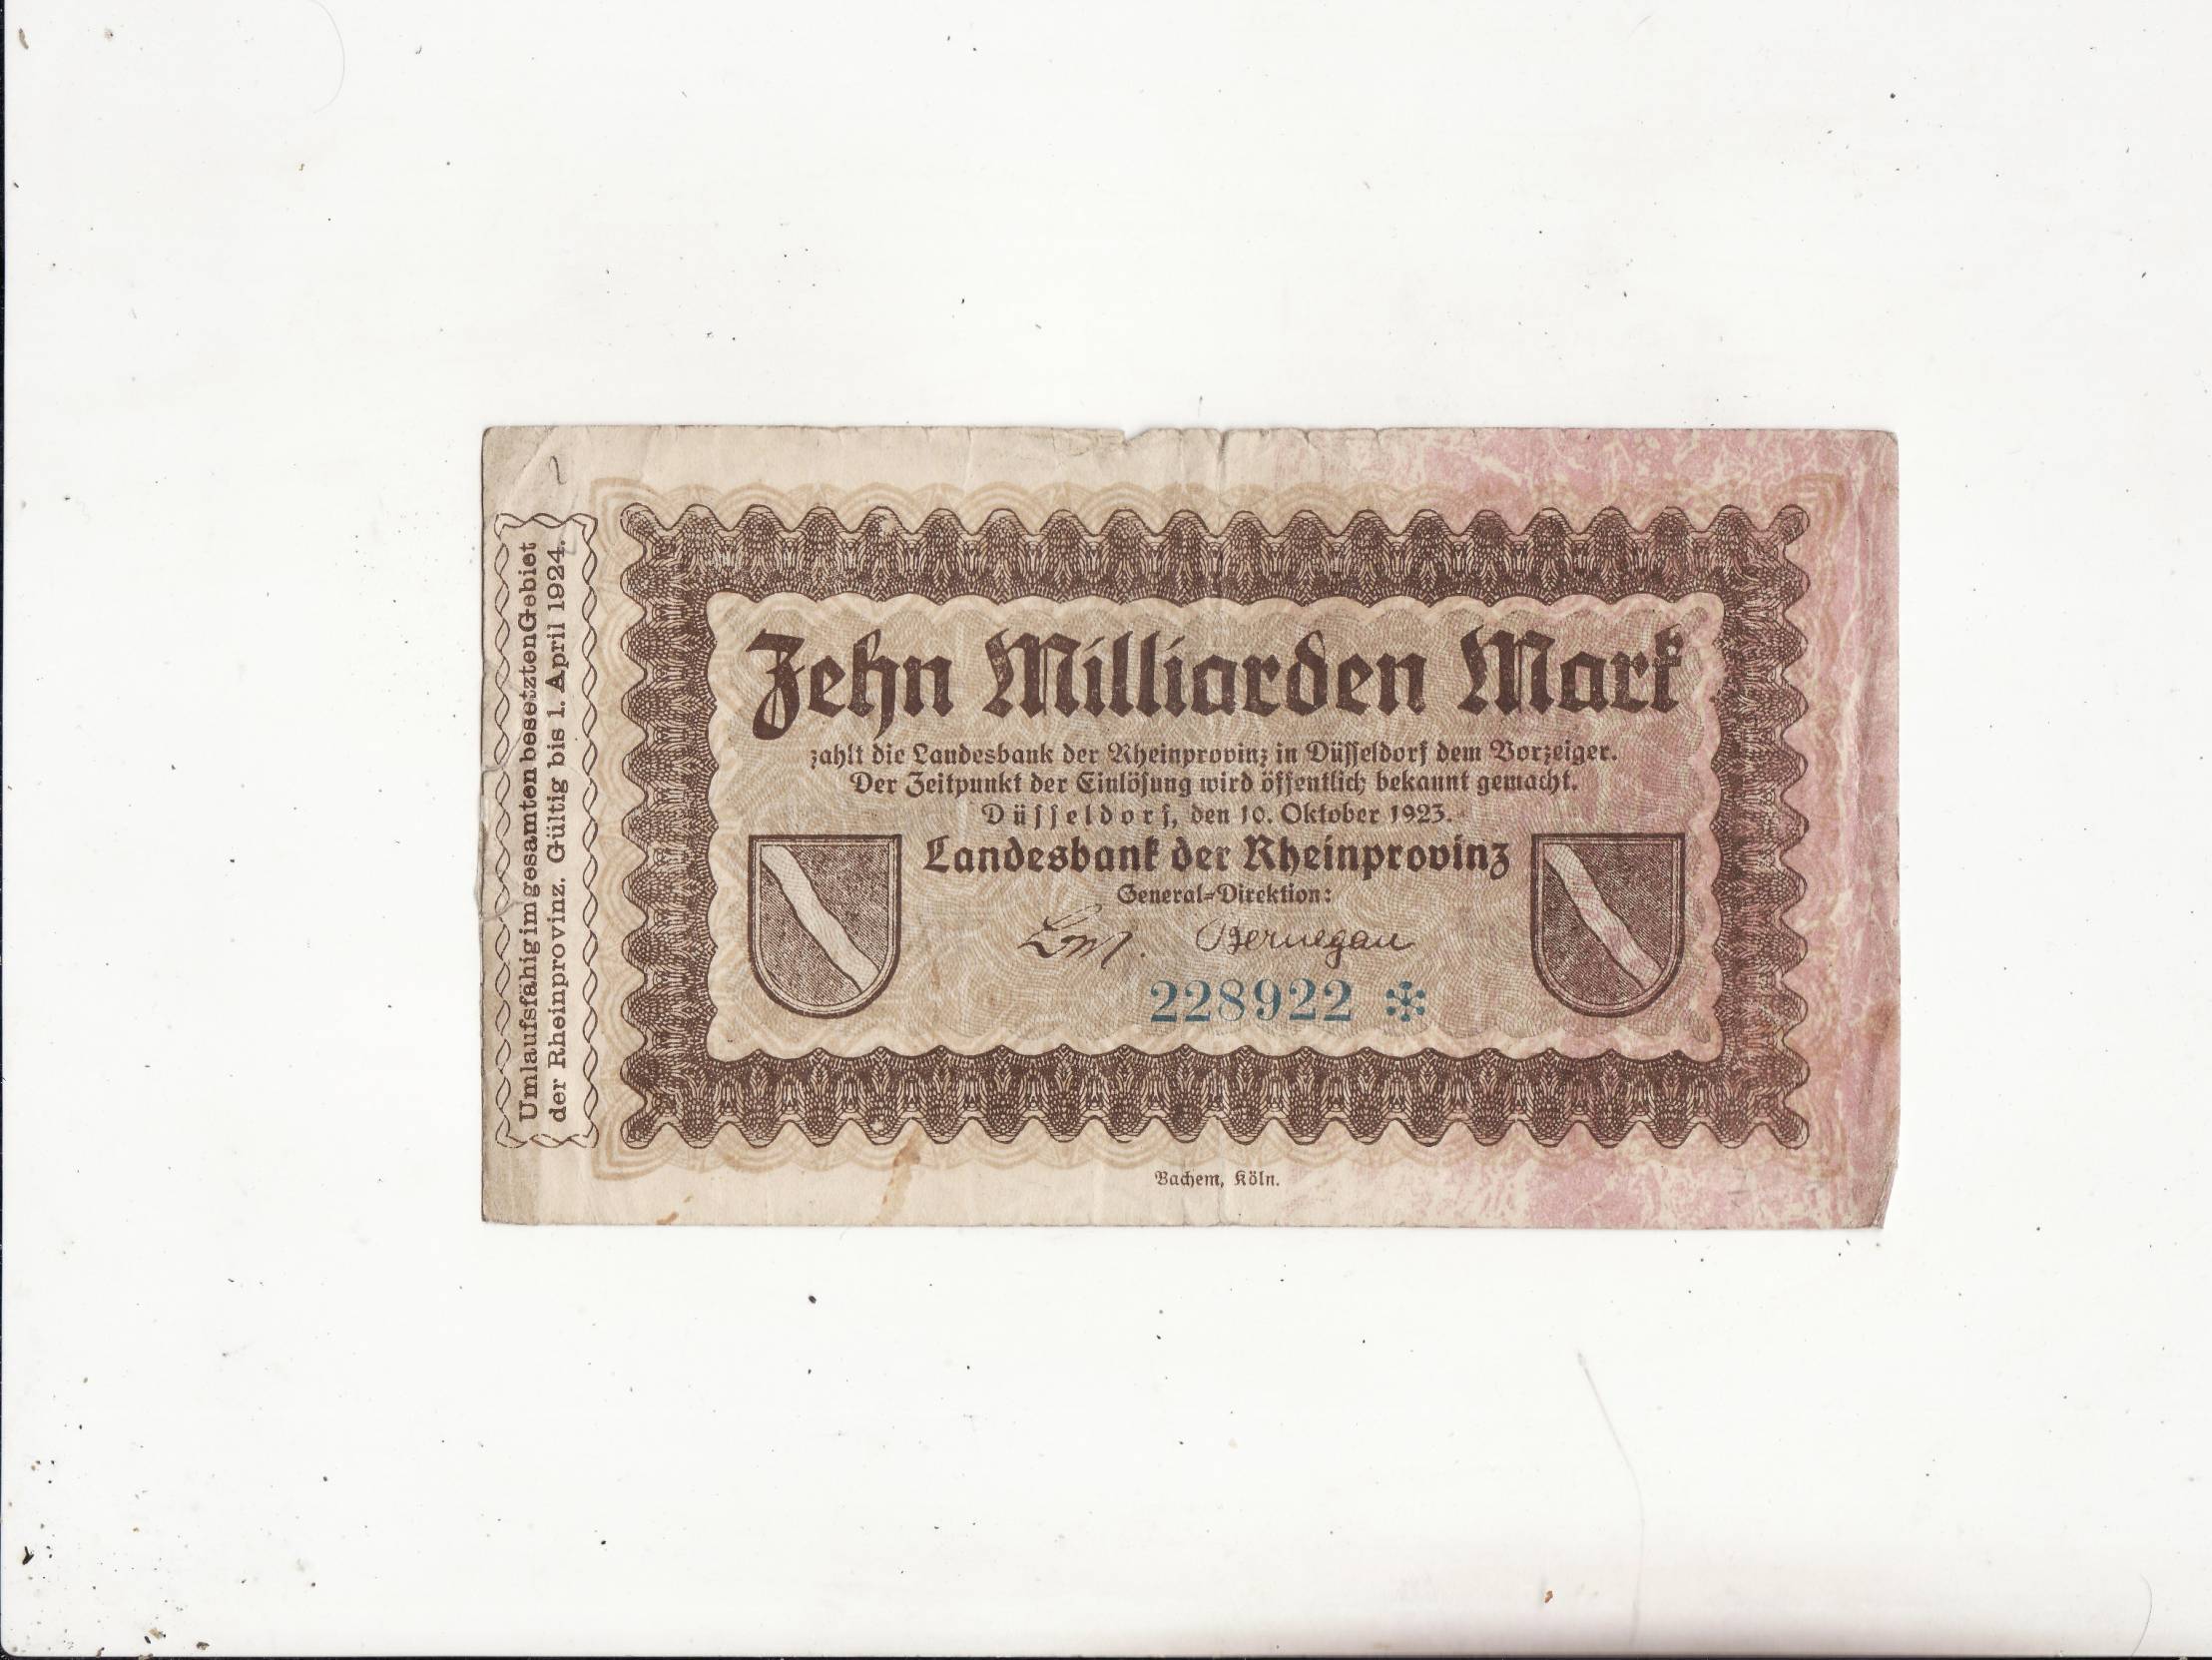 Umlaufsfähig im gesamten besetzten Gebiet
der Rheinprovinz. Gültig bis 1. April 1924.
Zehn Milliarden Mark
zahlt die Landesbank der Rheinprovinz in Düsseldorf dem Vorzeiger.
Der Zeitpunkt der Einlösung wird öffentlich bekannt gemacht.
Düsseldorf, den 10. Oktober 1923.
Landesbank der Rheinprovinz
General-Direktion:
Bernegau
228922 *
Bachem, Köln.